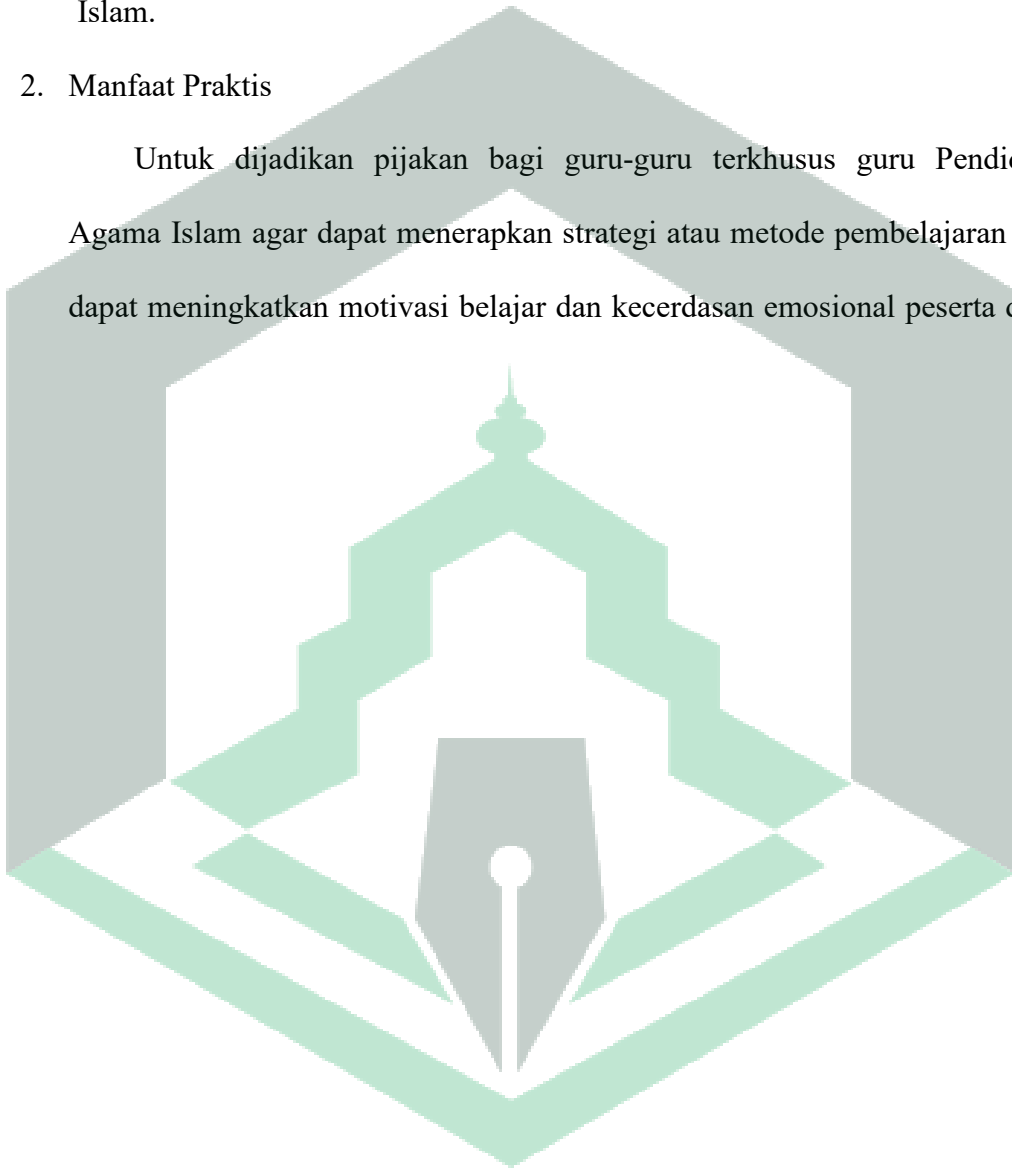 Islam.
2. Manfaat Praktis
Untuk dijadikan pijakan bagi guru-guru terkhusus guru
Agama Islam agar dapat menerapkan strategi atau metode pembelajaran
dapat meningkatkan motivasi belajar dan kecerdasan emosional peserta